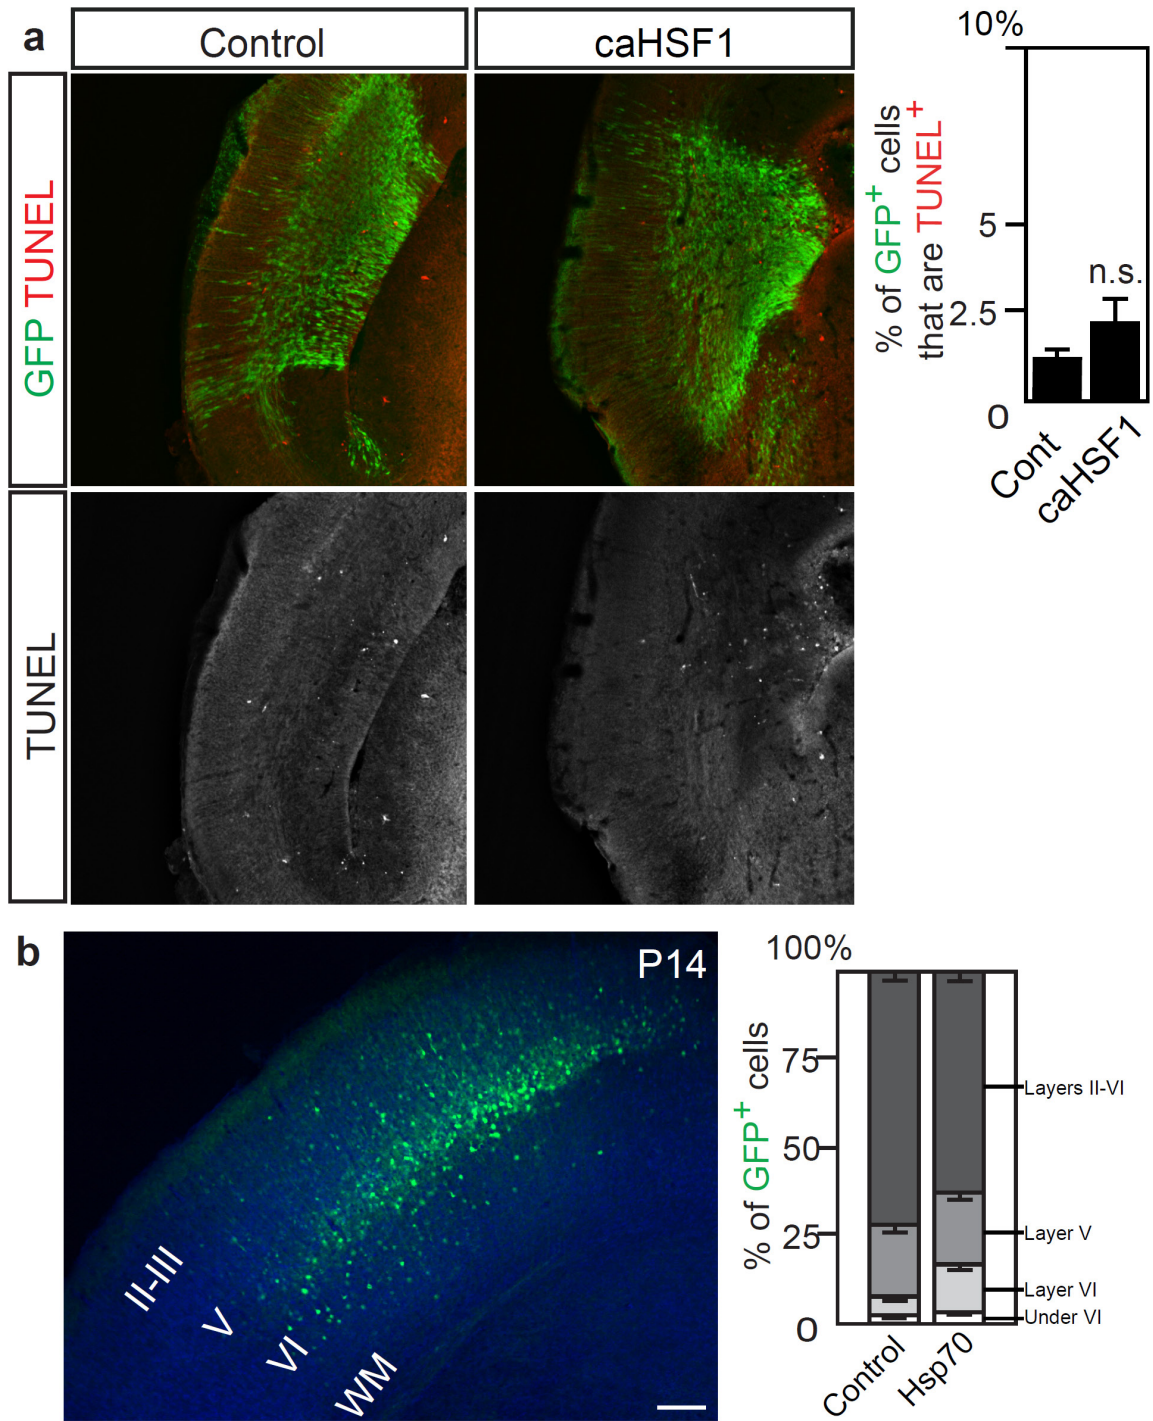 a
Control
caHSF1
GFP TUNEL
TUNEL
10%
% of GFP+ cells
that are TUNEL+
5
2.5
0
n.s.
Cont
caHSF1
b
P14
II-III
V
VI
WM
100%
% of GFP+ cells
75
50
25
0
Layers II-VI
Layer V
Layer VI
Under VI
Control
Hsp70